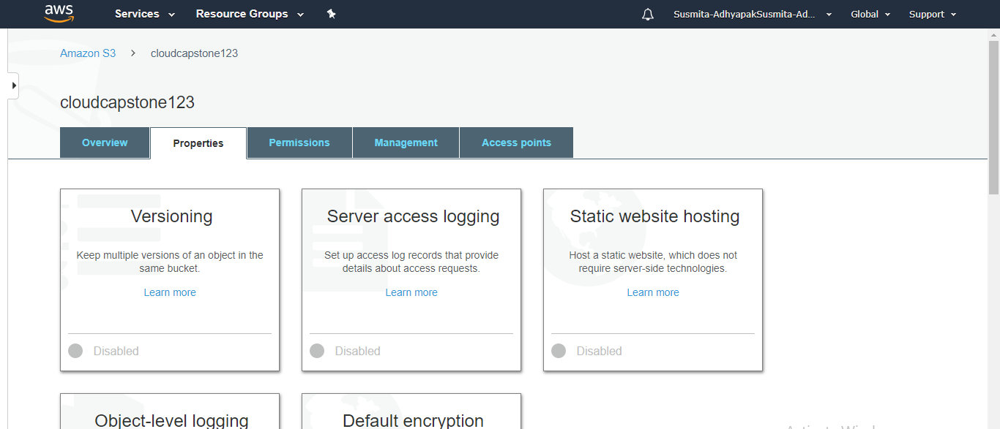 aws
Services
Resource Groups
Susmita-AdhyapakSusmita-Ad...
Global
Support
Amazon S3 > cloudcapstone123
cloudcapstone123
Overview
Properties
Permissions
Management
Access points
Versioning
Keep multiple versions of an object in the
same bucket.
Learn more
Disabled
Server access logging
Set up access log records that provide
details about access requests.
Learn more
Disabled
Static website hosting
Host a static website, which does not
require server-side technologies.
Learn more
Disabled
Object-level logging
Default encryption